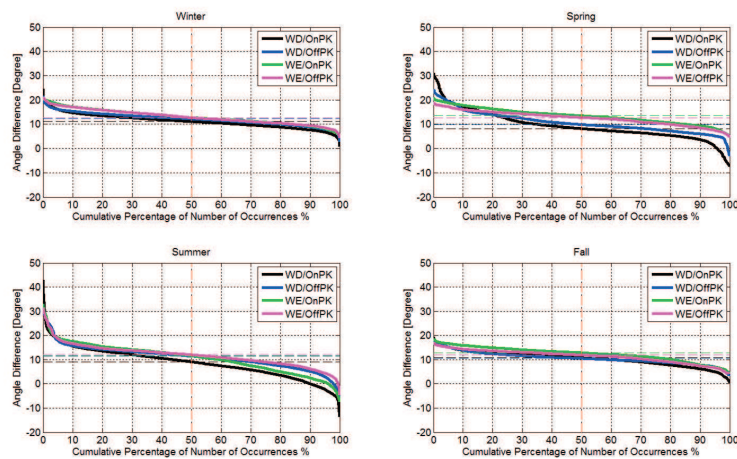 Winter
Angle Difference [Degree]
50
40
30
20
10
0
-10
-20
0 10 20 30 40 50 60 70 80 90 100
Cumulative Percentage of Number of Occurrences %
WD/OnPK
WD/OffPK
WE/OnPK
WE/OffPK
Spring
Angle Difference [Degree]
50
40
30
20
10
0
-10
-20
0 10 20 30 40 50 60 70 80 90 100
Cumulative Percentage of Number of Occurrences %
WD/OnPK
WD/OffPK
WE/OnPK
WE/OffPK
Summer
Angle Difference [Degree]
50
40
30
20
10
0
-10
-20
0 10 20 30 40 50 60 70 80 90 100
Cumulative Percentage of Number of Occurrences %
WD/OnPK
WD/OffPK
WE/OnPK
WE/OffPK
Fall
Angle Difference [Degree]
50
40
30
20
10
0
-10
-20
0 10 20 30 40 50 60 70 80 90 100
Cumulative Percentage of Number of Occurrences %
WD/OnPK
WD/OffPK
WE/OnPK
WE/OffPK